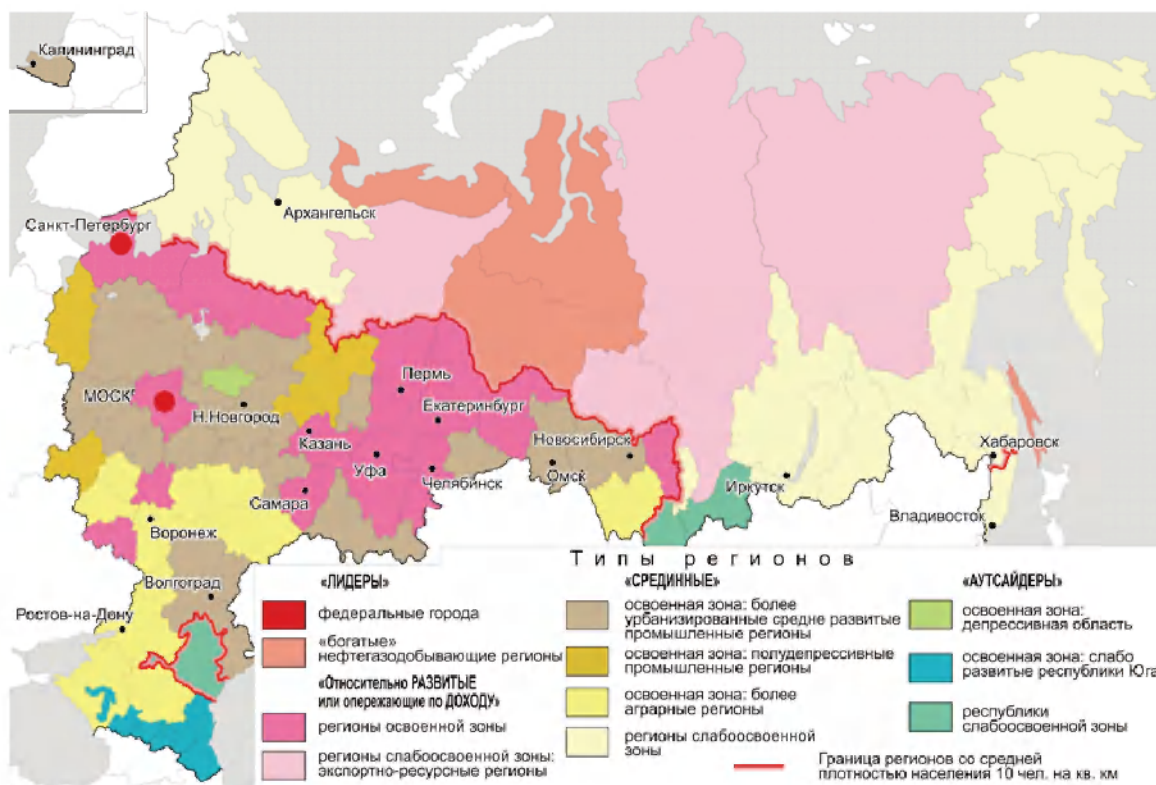 Калининград
Архангельск
Санкт-Петербург
МОСК
Н.Новгород
Пермь
Екатеринбург
Казань
Уфа
Челябинск
Самара
Новосибирск
Омск
Иркутск
Хабаровск
Владивосток
Воронеж
Волгоград
Ростов-на-Дону
Типы регионов
«ЛИДЕРЫ»
федеральные города
«богатые»
нефтегазодобывающие регионы
«Относительно РАЗВИТЫЕ
или опережающие по ДОХОДУ»
регионы освоенной зоны
регионы слабоосвоенной зоны:
экспортно-ресурсные регионы
«СРЕДИННЫЕ»
освоенная зона: более
урбанизированные средне развитые
промышленные регионы
освоенная зона: полудепрессивные
промышленные регионы
освоенная зона: более
аграрные регионы
регионы слабоосвоенной
зоны
«АУТСАЙДЕРЫ»
освоенная зона:
депрессивная область
освоенная зона: слабо
развитые республики Юга
республики
слабоосвоенной зоны
Граница регионов со средней
плотностью населения 10 чел. на кв. км